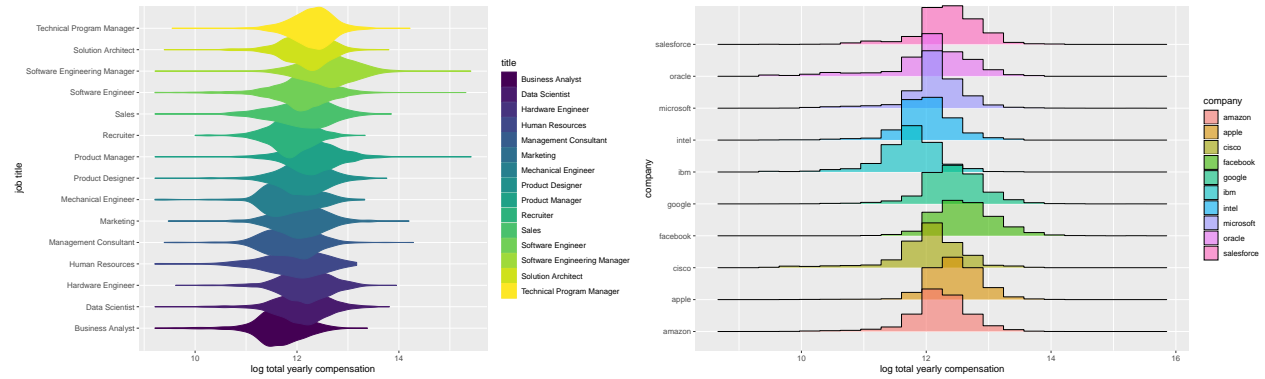 Technical Program Manager
Solution Architect
Software Engineering Manager
Software Engineer
Sales
Recruiter
Product Manager
Product Designer
Mechanical Engineer
Marketing
Management Consultant
Human Resources
Hardware Engineer
Data Scientist
Business Analyst
job title
10
12
14
log total yearly compensation
title
Business Analyst
Data Scientist
Hardware Engineer
Human Resources
Management Consultant
Marketing
Mechanical Engineer
Product Designer
Product Manager
Recruiter
Sales
Software Engineer
Software Engineering Manager
Solution Architect
Technical Program Manager
salesforce
oracle
microsoft
intel
ibm
google
facebook
cisco
apple
amazon
company
10
12
14
16
log total yearly compensation
company
amazon
apple
cisco
facebook
google
ibm
intel
microsoft
oracle
salesforce